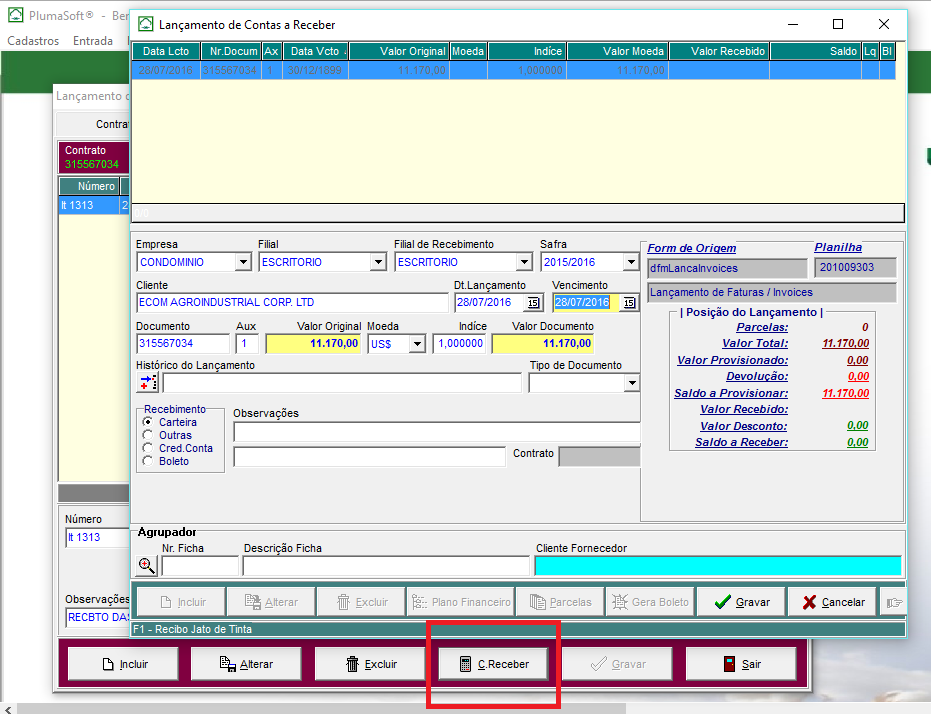 PlumaSoft® - Ber
Lançamento de Contas a Receber
Cadastros Entrada
Lançamento d
Data Lcto Nr.Docum Ax Data Vcto Valor Original Moeda Indíce Valor Moeda Valor Recebido Saldo Lq Bl
28/07/2016 315567034 1 30/12/1899 11.170,00 1,000000 11.170,00
Contrat
Contrato
315567034
Número
lt 1313 2
Empresa Filial Filial de Recebimento Safra
CONDOMINIO ESCRITORIO ESCRITORIO 2015/2016
Form de Origem Planilha
dfmLancaInvoices 201009303
Lançamento de Faturas / Invoices
Cliente Dt.Lançamento Vencimento
ECOM AGROINDUSTRIAL CORP. LTD 28/07/2016 15 28/07/2016 15
Documento Aux Valor Original Moeda Indíce Valor Documento
315567034 1 11.170,00 US$ 1,000000 11.170,00
Histórico do Lançamento Tipo de Documento
| Posição do Lançamento |
Parcelas: 0
Valor Total: 11.170,00
Valor Provisionado: 0,00
Devolução: 0,00
Saldo a Provisionar: 11.170,00
Valor Recebido:
Valor Desconto: 0,00
Saldo a Receber: 0,00
Recebimento
Carteira
Outras
Cred.Conta
Boleto
Observações
Contrato
Número
lt 1313
Agrupador
Nr. Ficha Descrição Ficha Cliente Fornecedor
Observações
RECBTO DAS
Incluir Alterar Excluir Plano Financeiro Parcelas Gera Boleto Gravar Cancelar
F1 - Recibo Jato de Tinta
Incluir Alterar Excluir C.Receber Gravar Sair